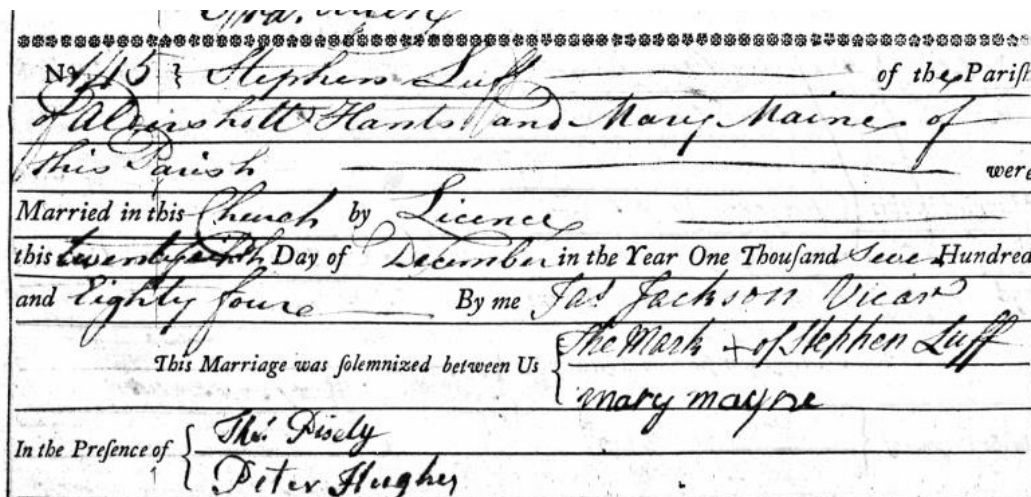 No 145 } Stephen Luff of the Pariſh
of Aldershott Hants and Mary Maine of
this Parish were
Married in this Church by Licence
this Day of December in the Year One Thouſand Seven Hundred
and Eighty four By me Jas Jackson Vicar
This Marriage was ſolemnized between Us { The Mark + of Stephen Luff
mary mayne
In the Preſence of { Thos Pisely
Peter Hughes